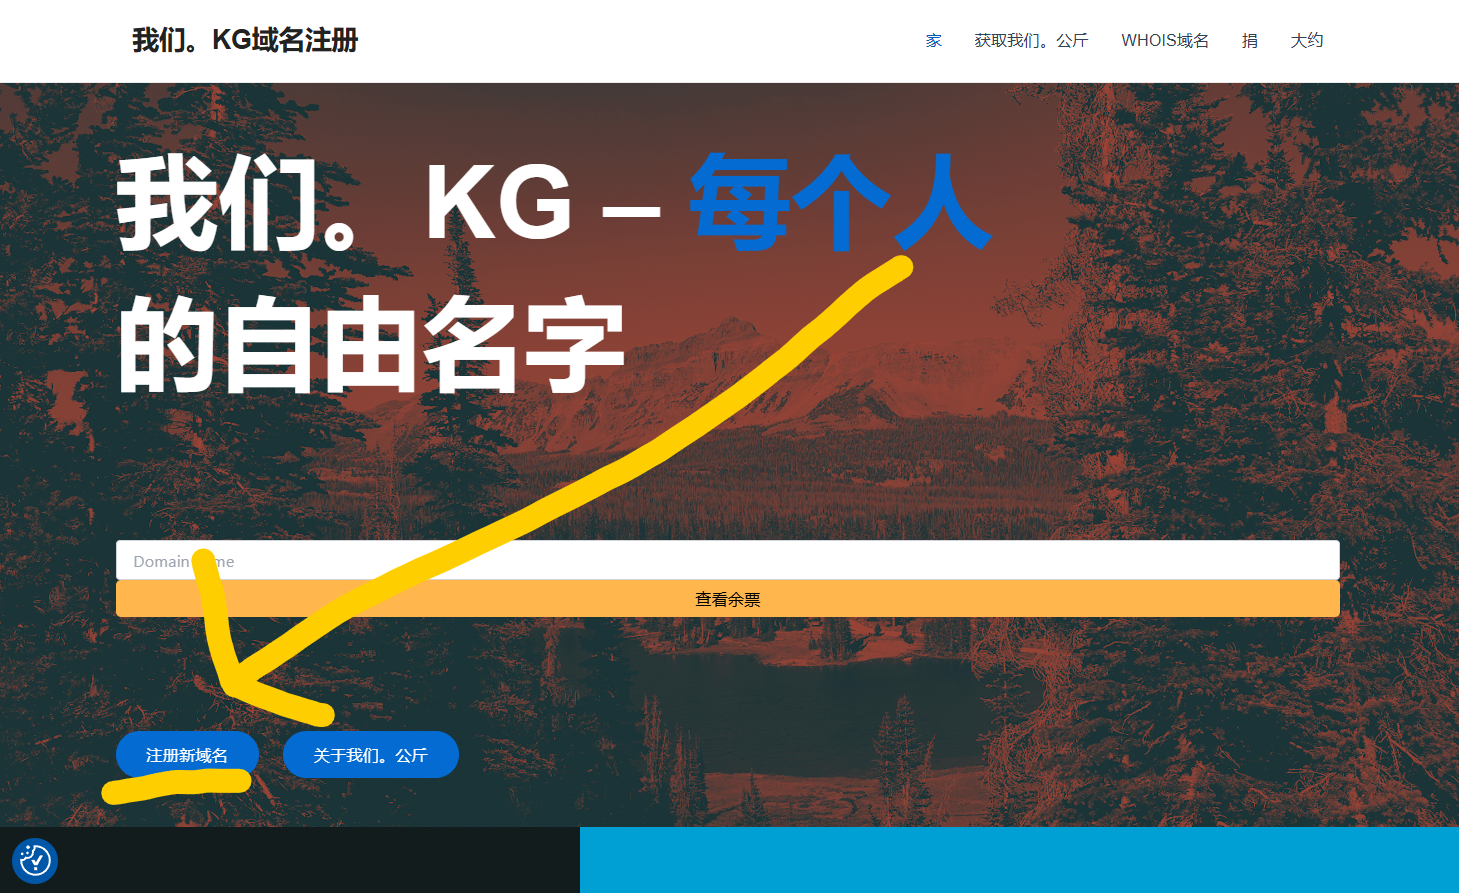 我们。KG域名注册
家 获取我们。公斤 WHOIS域名 捐 大约
我们。KG – 每个人
的自由名字
Domain
查看余票
注册新域名 关于我们。公斤